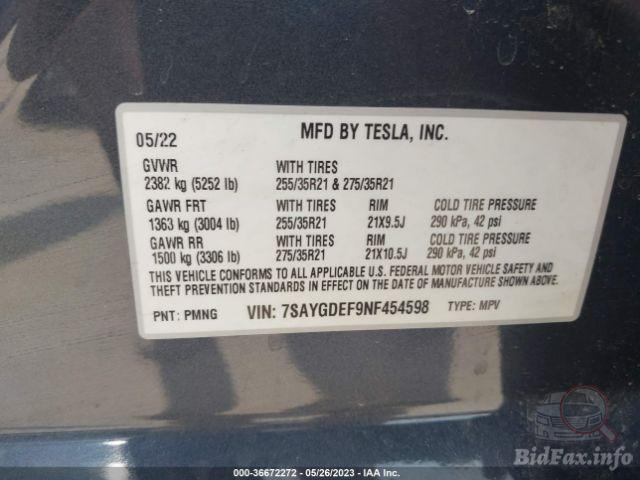 05/22 MFD BY TESLA, INC.
GVWR WITH TIRES
2382 kg (5252 lb) 255/35R21 & 275/35R21
GAWR FRT WITH TIRES RIM COLD TIRE PRESSURE
1363 kg (3004 lb) 255/35R21 21X9.5J 290 kPa, 42 psi
GAWR RR WITH TIRES RIM COLD TIRE PRESSURE
1500 kg (3306 lb) 275/35R21 21X10.5J 290 kPa, 42 psi
THIS VEHICLE CONFORMS TO ALL APPLICABLE U.S. FEDERAL MOTOR VEHICLE SAFETY AND
THEFT PREVENTION STANDARDS IN EFFECT ON THE DATE OF MANUFACTURE SHOWN ABOVE.
PNT: PMNG VIN: 7SAYGDEF9NF454598 TYPE: MPV
BidFax.info
000-36672272 - 05/26/2023 - IAA Inc.